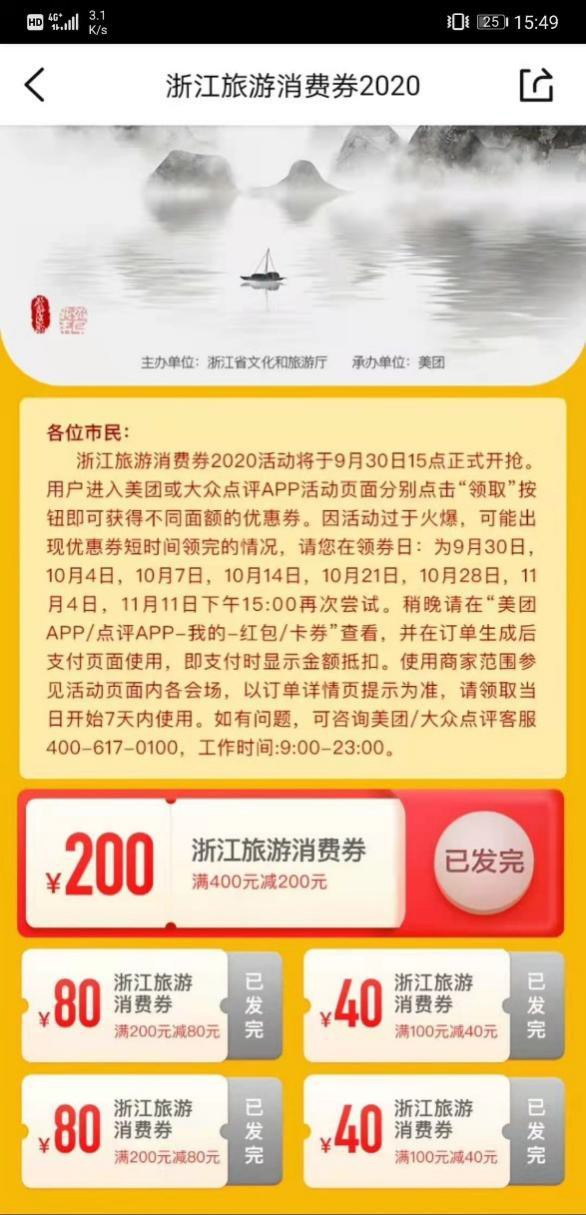 HD 4G+ 3.1 K/s 25 15:49
浙江旅游消费券2020
主办单位：浙江省文化和旅游厅 承办单位：美团
各位市民：
浙江旅游消费券2020活动将于9月30日15点正式开抢。
用户进入美团或大众点评APP活动页面分别点击“领取”按
钮即可获得不同面额的优惠券。因活动过于火爆，可能出
现优惠券短时间领完的情况，请您在领券日：为9月30日，
10月4日，10月7日，10月14日，10月21日，10月28日，11
月4日，11月11日下午15:00再次尝试。稍晚请在“美团
APP/点评APP-我的-红包/卡券”查看，并在订单生成后
支付页面使用，即支付时显示金额抵扣。使用商家范围参
见活动页面内各会场，以订单详情页提示为准，请领取当
日开始7天内使用。如有问题，可咨询美团/大众点评客服
400-617-0100，工作时间:9:00-23:00。
¥200 浙江旅游消费券 已发完
满400元减200元
¥80 浙江旅游
消费券
满200元减80元
已发完
¥40 浙江旅游
消费券
满100元减40元
已发完
¥80 浙江旅游
消费券
满200元减80元
已发完
¥40 浙江旅游
消费券
满100元减40元
已发完